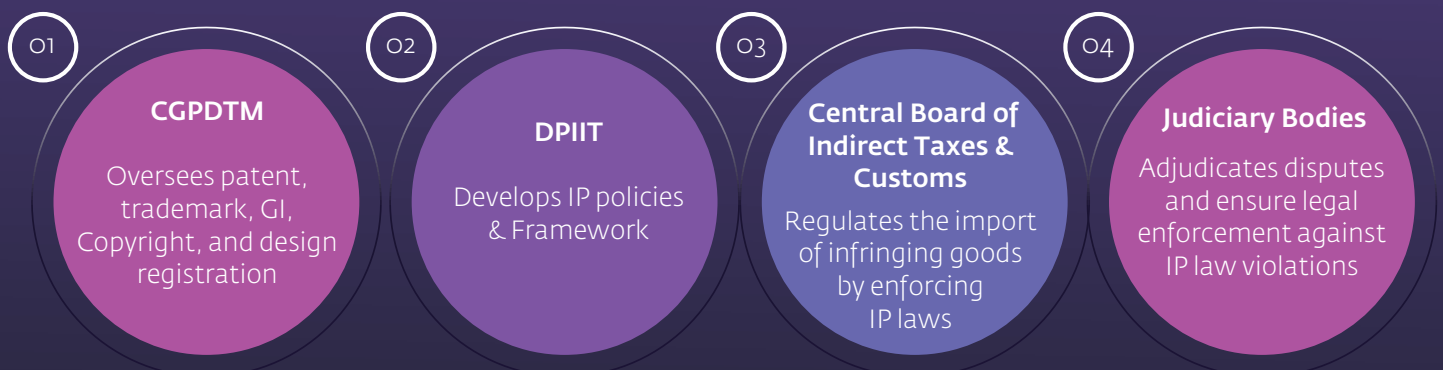 01
CGPDTM
Oversees patent,
trademark, GI,
Copyright, and design
registration
02
DPIIT
Develops IP policies
& Framework
03
Central Board of
Indirect Taxes &
Customs
Regulates the import
of infringing goods
by enforcing
IP laws
04
Judiciary Bodies
Adjudicates disputes
and ensure legal
enforcement against
IP law violations